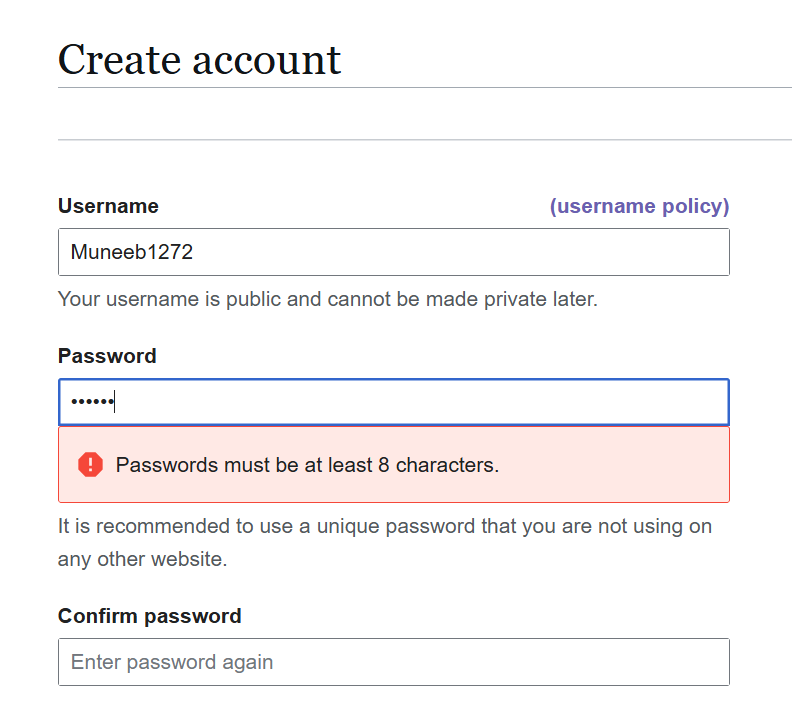 Create account
Username (username policy)
Muneeb1272
Your username is public and cannot be made private later.
Password
••••••
Passwords must be at least 8 characters.
It is recommended to use a unique password that you are not using on
any other website.
Confirm password
Enter password again